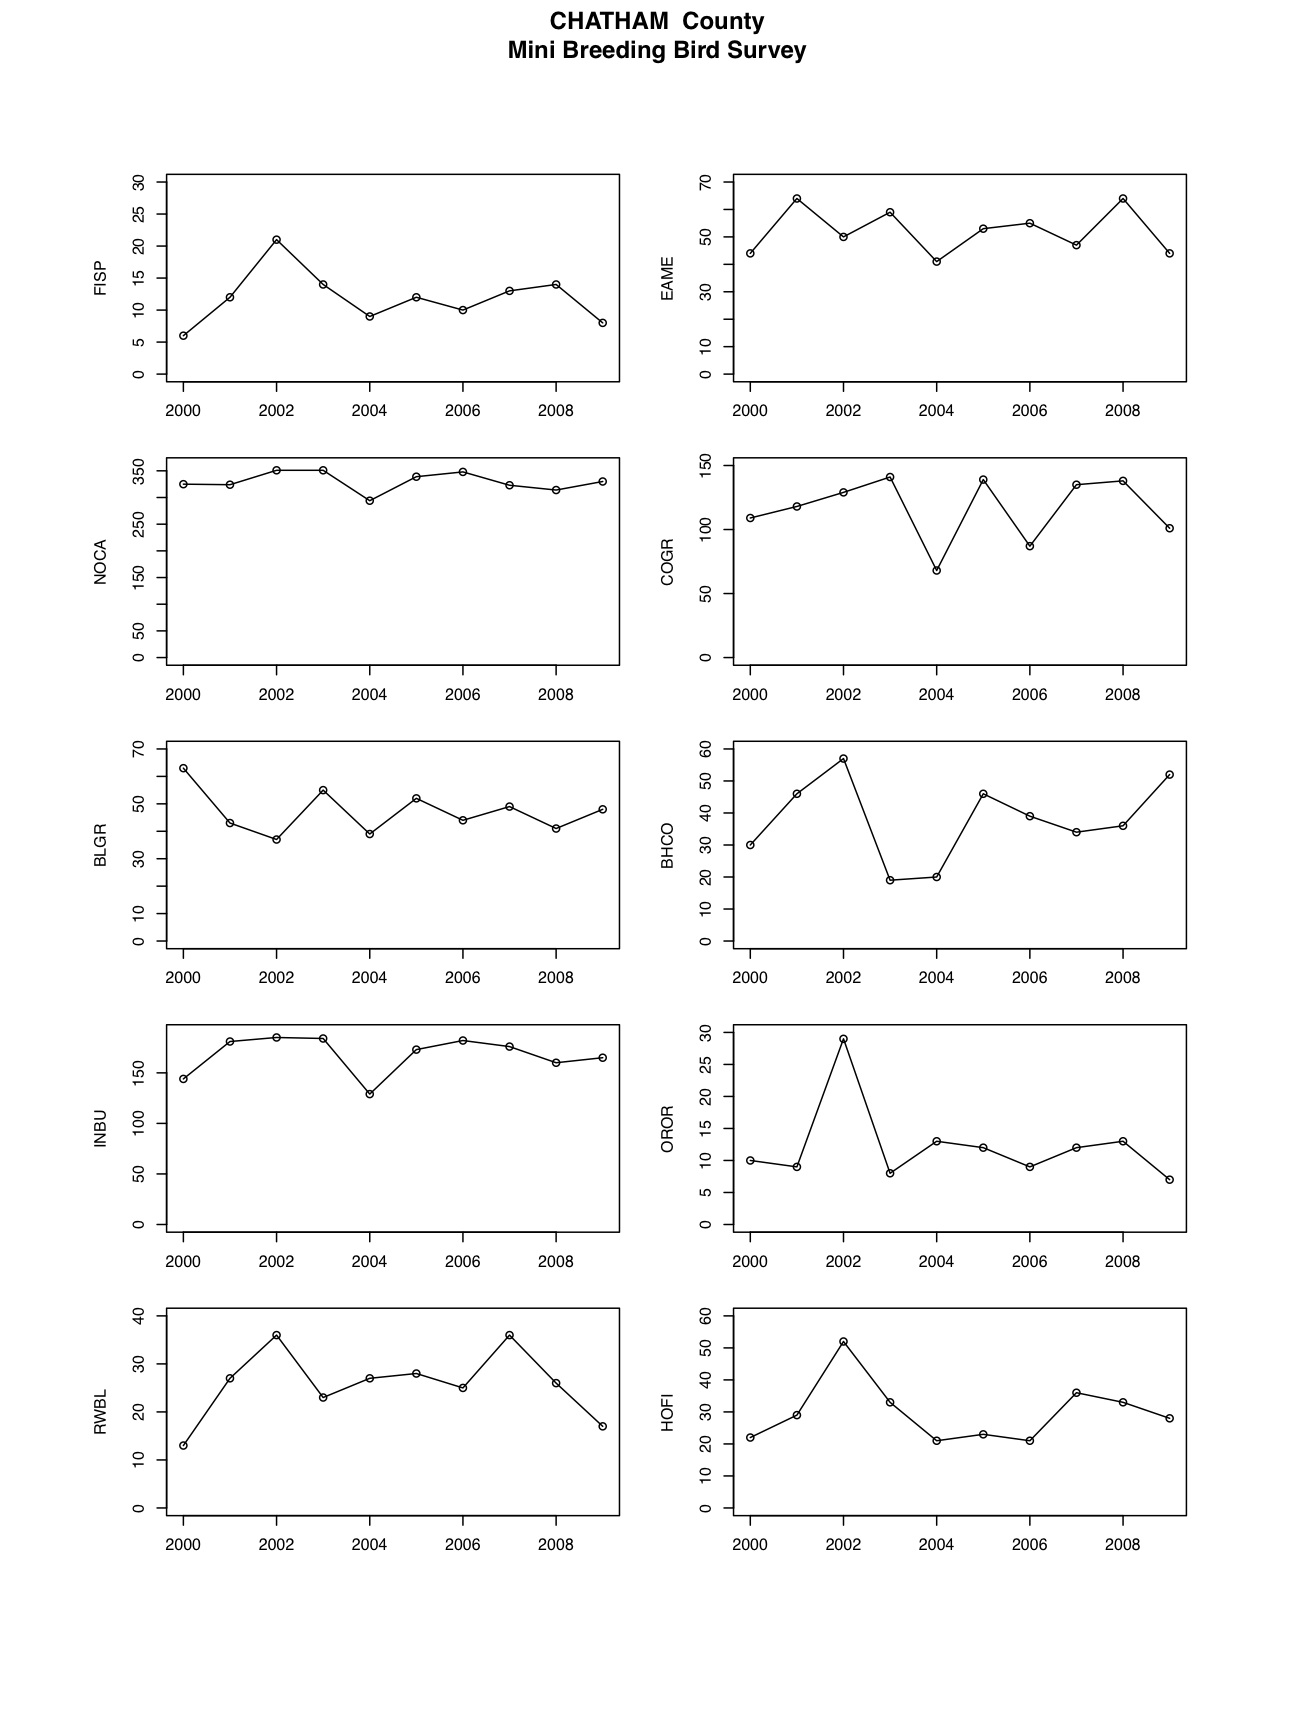 CHATHAM  County
Mini Breeding Bird Survey
FISP
0 5 10 15 20 25 30
2000 2002 2004 2006 2008
EAME
0 10 30 50 70
2000 2002 2004 2006 2008
NOCA
0 50 150 250 350
2000 2002 2004 2006 2008
COGR
0 50 100 150
2000 2002 2004 2006 2008
BLGR
0 10 30 50 70
2000 2002 2004 2006 2008
BHCO
0 10 20 30 40 50 60
2000 2002 2004 2006 2008
INBU
0 50 100 150
2000 2002 2004 2006 2008
OROR
0 5 10 15 20 25 30
2000 2002 2004 2006 2008
RWBL
0 10 20 30 40
2000 2002 2004 2006 2008
HOFI
0 10 20 30 40 50 60
2000 2002 2004 2006 2008